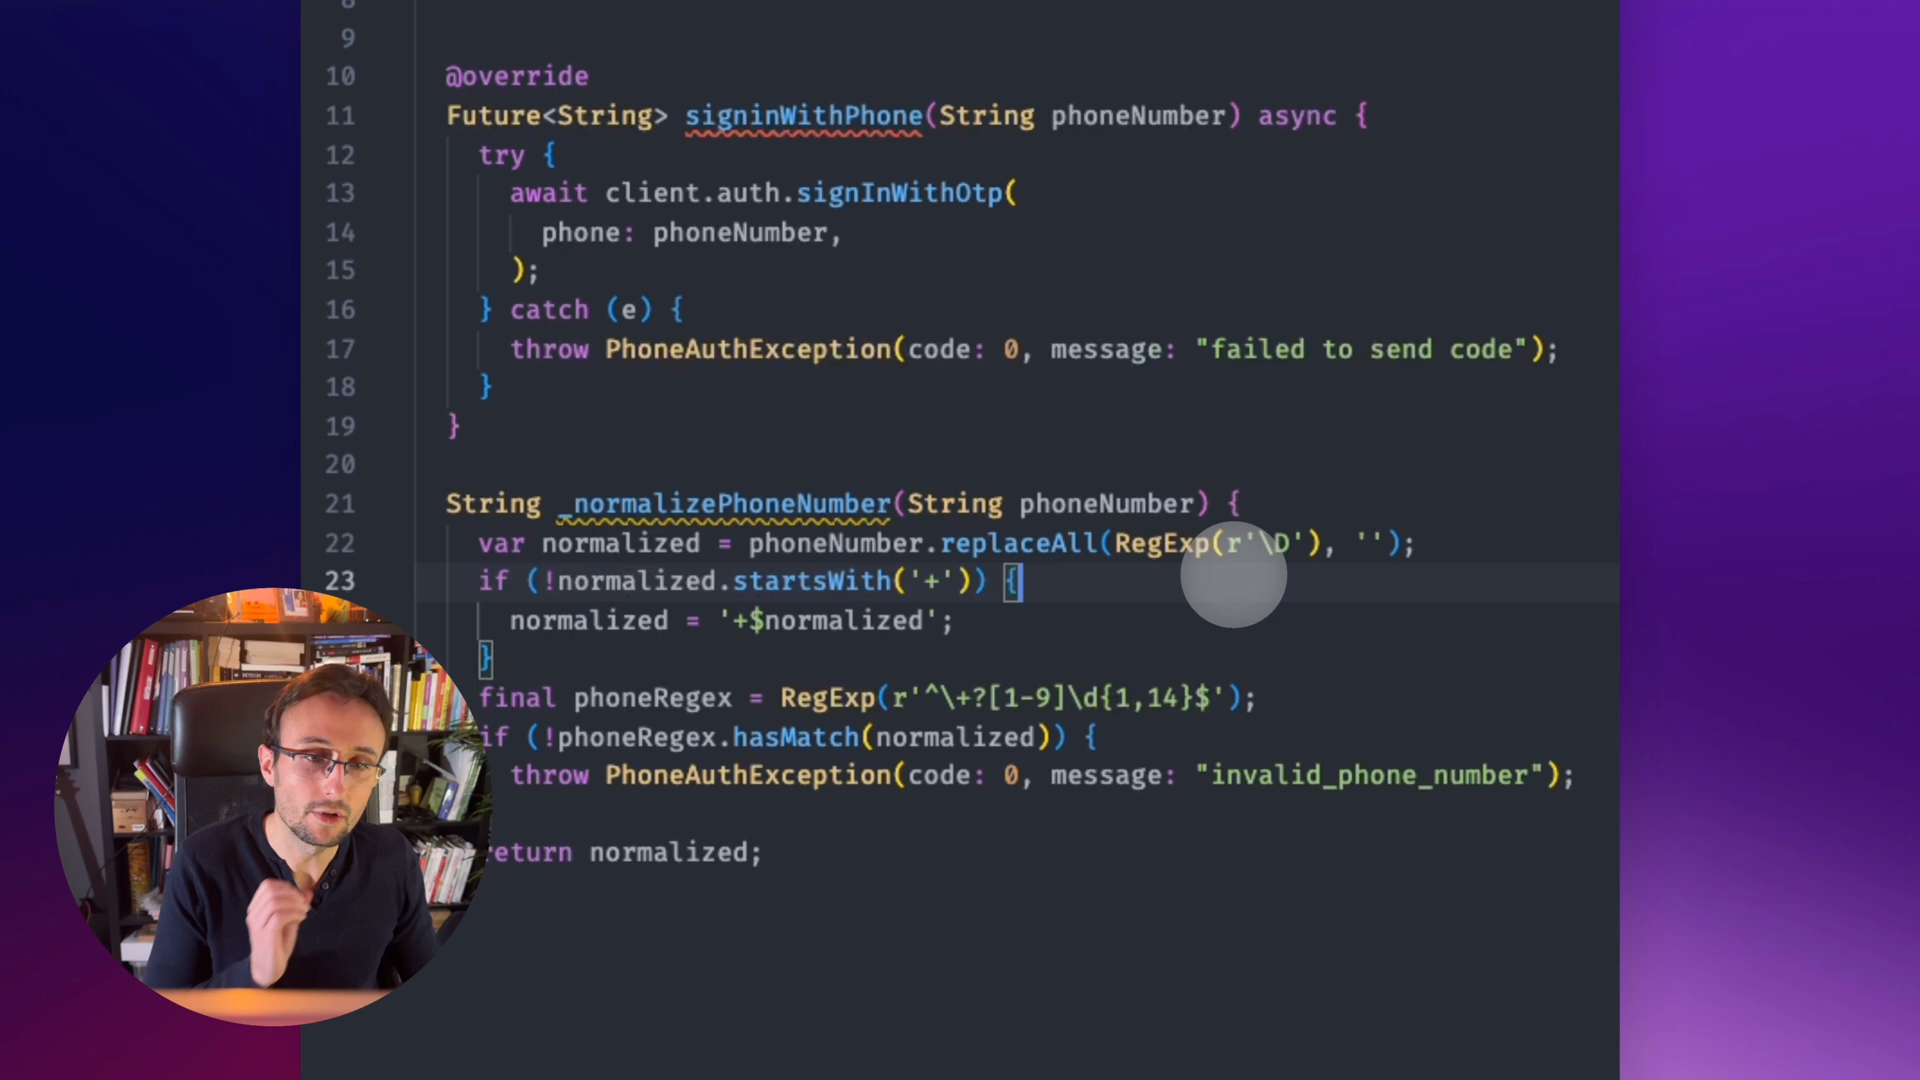 8
9
10 @override
11 Future<String> signinWithPhone(String phoneNumber) async {
12 try {
13 await client.auth.signInWithOtp(
14 phone: phoneNumber,
15 );
16 } catch (e) {
17 throw PhoneAuthException(code: 0, message: "failed to send code");
18 }
19 }
20
21 String _normalizePhoneNumber(String phoneNumber) {
22 var normalized = phoneNumber.replaceAll(RegExp(r'\D'), '');
23 if (!normalized.startsWith('+')) {
normalized = '+$normalized';
}
final phoneRegex = RegExp(r'^\+?[1-9]\d{1,14}$');
if (!phoneRegex.hasMatch(normalized)) {
throw PhoneAuthException(code: 0, message: "invalid_phone_number");
return normalized;